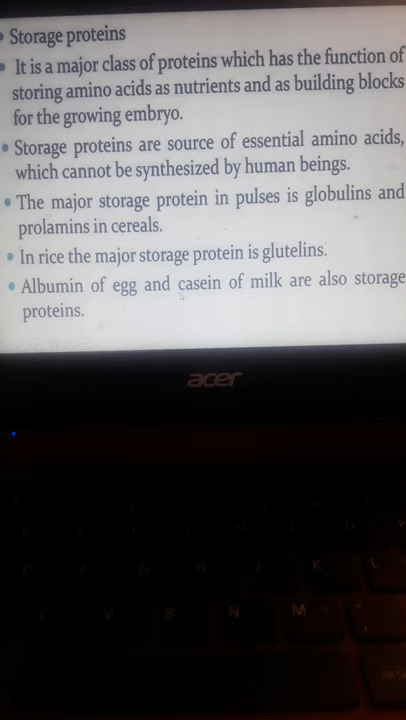 • Storage proteins
• It is a major class of proteins which has the function of
storing amino acids as nutrients and as building blocks
for the growing embryo.
• Storage proteins are source of essential amino acids,
which cannot be synthesized by human beings.
• The major storage protein in pulses is globulins and
prolamins in cereals.
• In rice the major storage protein is glutelins.
• Albumin of egg and casein of milk are also storage
proteins.
acer
H J K L
C V B N M